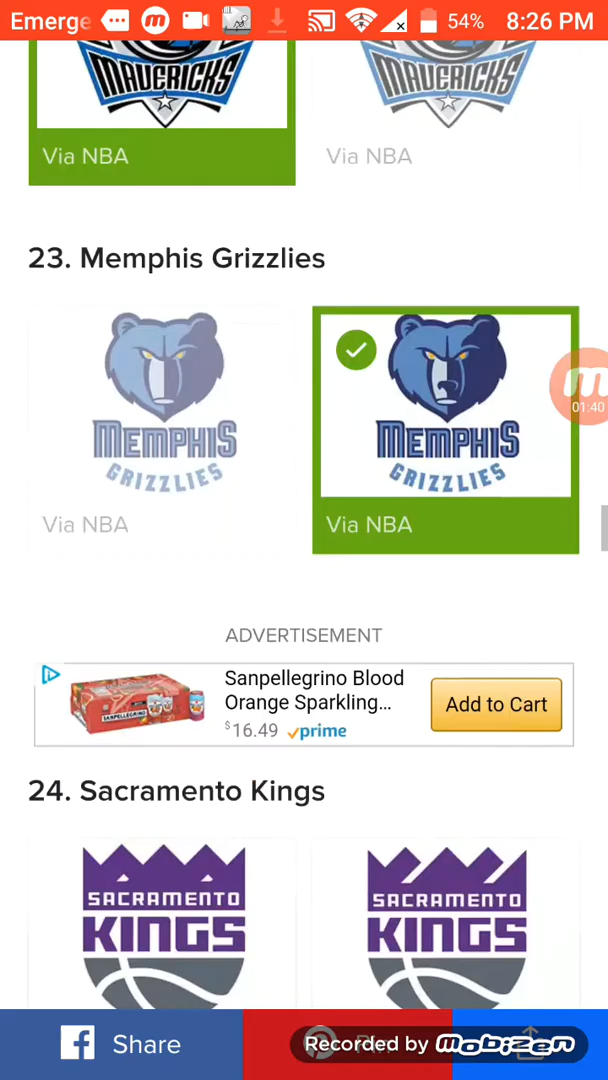 Emerge 54% 8:26 PM
MAVERICKS MAVERICKS
Via NBA Via NBA
23. Memphis Grizzlies
MEMPHIS MEMPHIS
GRIZZLIES GRIZZLIES
01:40
Via NBA Via NBA
ADVERTISEMENT
Sanpellegrino Blood
Orange Sparkling...
SANPELLEGRINO
$16.49 prime
Add to Cart
24. Sacramento Kings
SACRAMENTO SACRAMENTO
KINGS KINGS
Share Recorded by MOBIZEN